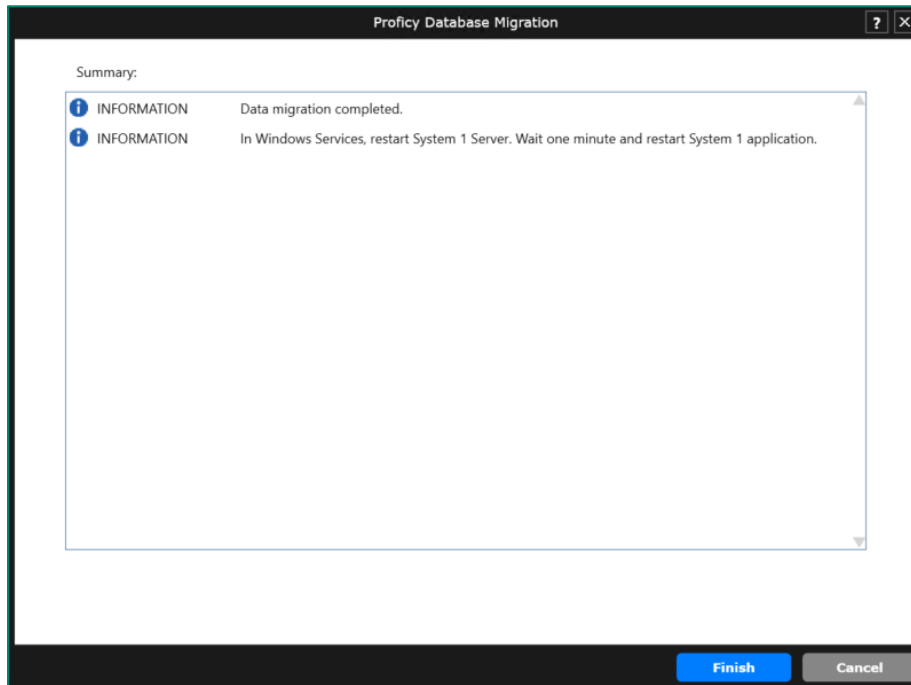 Proficy Database Migration
? X
Summary:
INFORMATION Data migration completed.
INFORMATION In Windows Services, restart System 1 Server. Wait one minute and restart System 1 application.
Finish Cancel